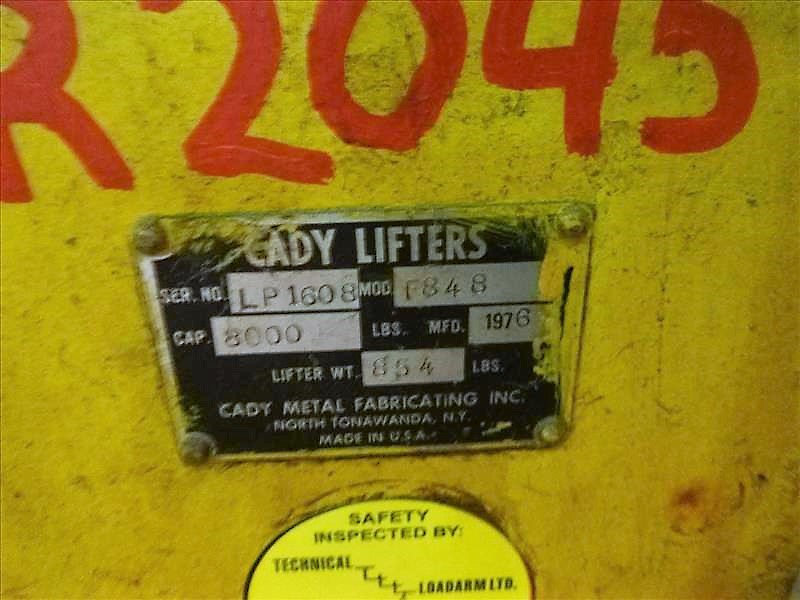 R2045
CADY LIFTERS
SER. NO. LP1608 MOD. F848
CAP. 8000 LBS. MFD. 1976
LIFTER WT. 854 LBS.
CADY METAL FABRICATING INC.
NORTH TONAWANDA, N.Y.
MADE IN U.S.A.
SAFETY
INSPECTED BY:
TECHNICAL
LOADARM LTD.